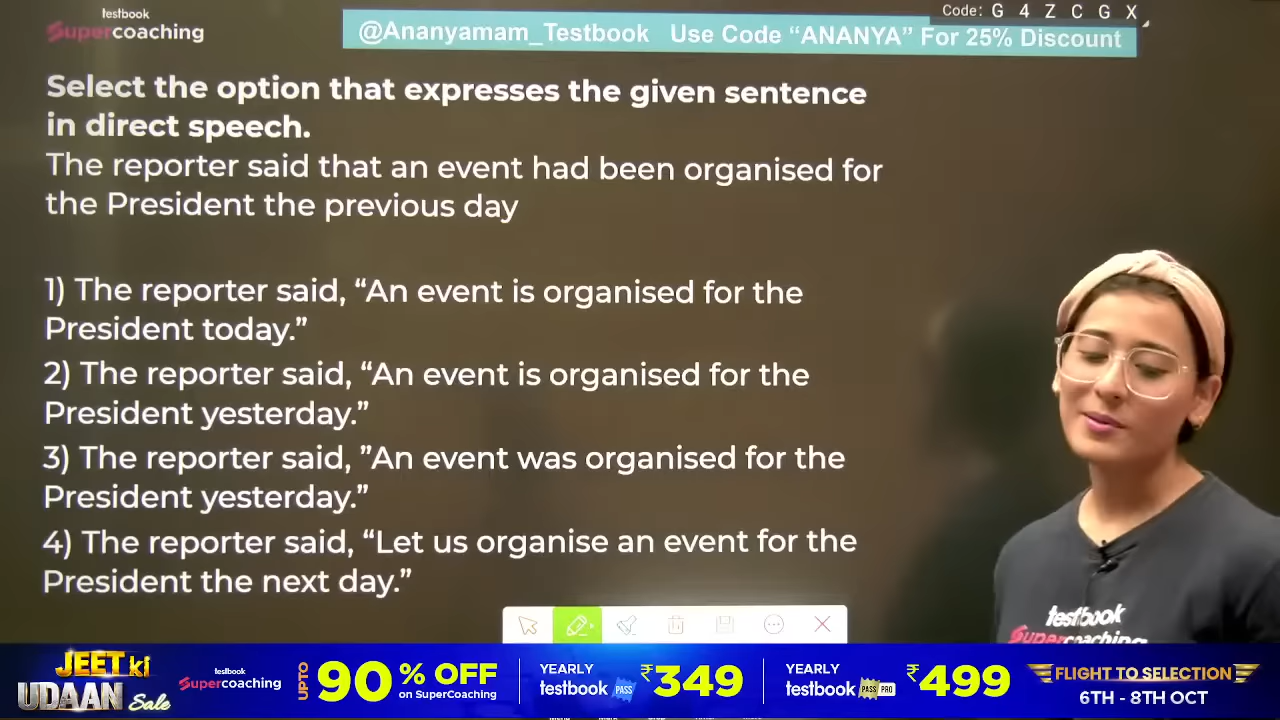 testbook
Supercoaching
@Ananyamam_Testbook Use Code “ANANYA” For 25% Discount
Code: G 4 Z C G X
Select the option that expresses the given sentence
in direct speech.
The reporter said that an event had been organised for
the President the previous day
1) The reporter said, “An event is organised for the
President today.”
2) The reporter said, “An event is organised for the
President yesterday.”
3) The reporter said, ”An event was organised for the
President yesterday.”
4) The reporter said, “Let us organise an event for the
President the next day.”
testbook
Supercoaching
JEET ki
UDAAN Sale
testbook
Supercoaching
UPTO 90% OFF
on SuperCoaching
YEARLY
testbook PASS
₹349
YEARLY
testbook PASS PRO
₹499
FLIGHT TO SELECTION
6TH - 8TH OCT